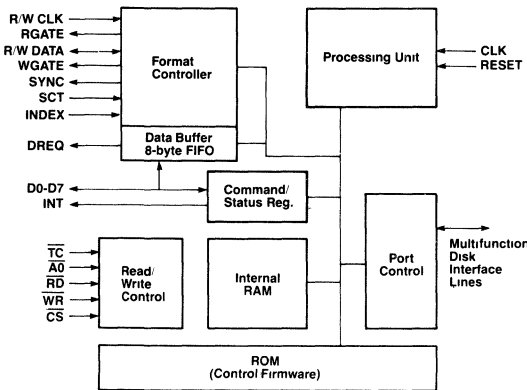 R/W CLK
RGATE
R/W DATA
WGATE
SYNC
SCT
INDEX
DREQ
D0-D7
INT
Format
Controller
Data Buffer
8-byte FIFO
Processing Unit
CLK
RESET
Command/
Status Reg.
TC
A0
RD
WR
CS
Read/
Write
Control
Internal
RAM
Port
Control
Multifunction
Disk
Interface
Lines
ROM
(Control Firmware)